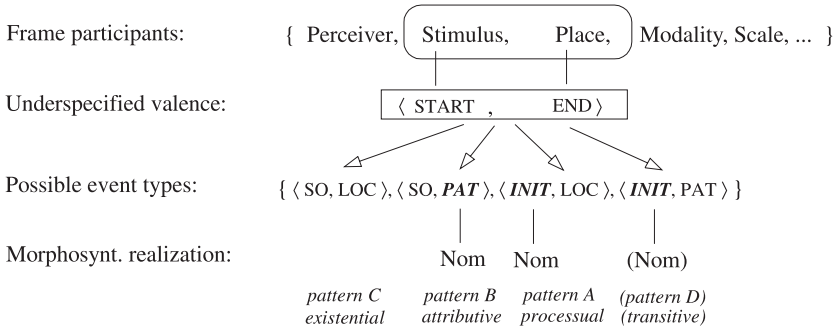 Frame participants: { Perceiver, Stimulus, Place, Modality, Scale, ... }
Underspecified valence: ⟨ START , END ⟩
Possible event types: { ⟨ SO, LOC ⟩, ⟨ SO, PAT ⟩, ⟨ INIT, LOC ⟩, ⟨ INIT, PAT ⟩ }
Morphosynt. realization: Nom Nom (Nom)
pattern C pattern B pattern A (pattern D)
existential attributive processual (transitive)